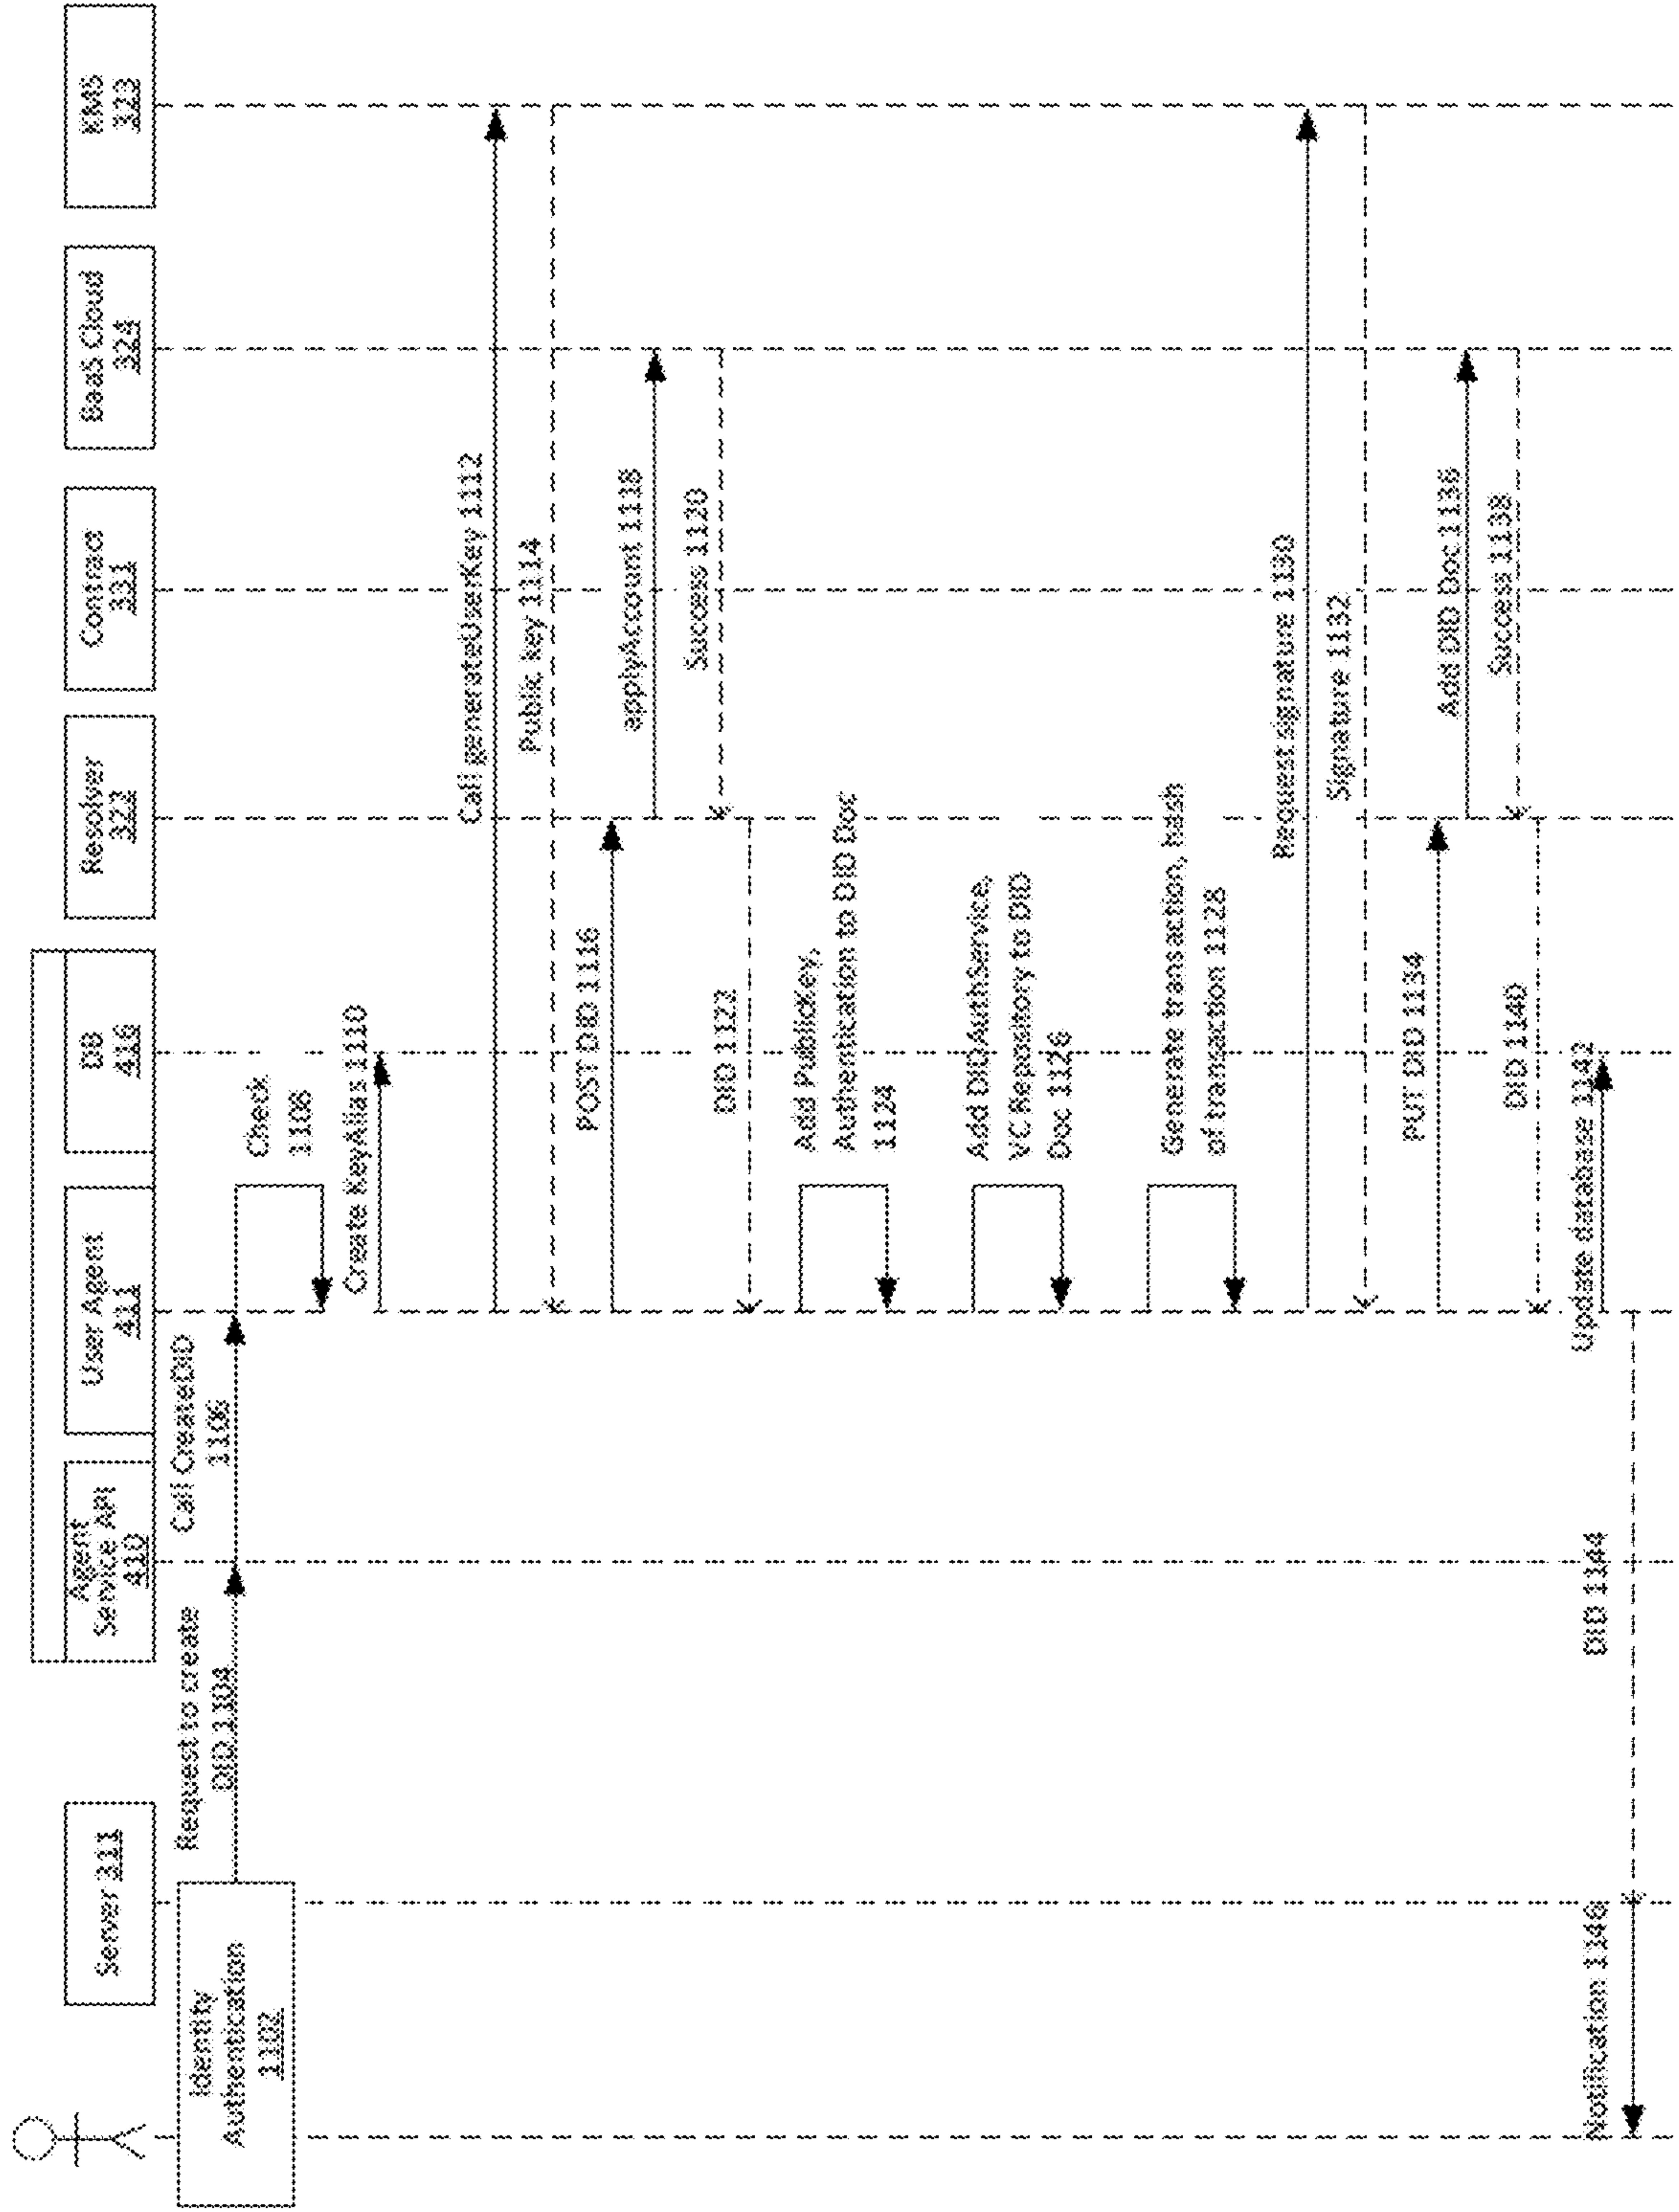 Server 311
Agent
Service API
410
User Agent
411
DB
416
Resolver
322
Contract
331
BaaS Cloud
324
KMS
323
Identity
Authentication
1102
Request to create
DID 1104
Call CreateDID
1106
Check
1108
Create KeyAlias 1110
Call generateUserKey 1112
Public key 1114
POST DID 1116
applyAccount 1118
Success 1120
DID 1122
Add PublicKey,
Authentication to DID Doc
1124
Add DIDAuthService,
VC Repository to DID
Doc 1126
Generate transaction, hash
of transaction 1128
Request signature 1130
Signature 1132
PUT DID 1134
Add DID Doc 1136
Success 1138
DID 1140
Update database 1142
DID 1144
Notification 1146